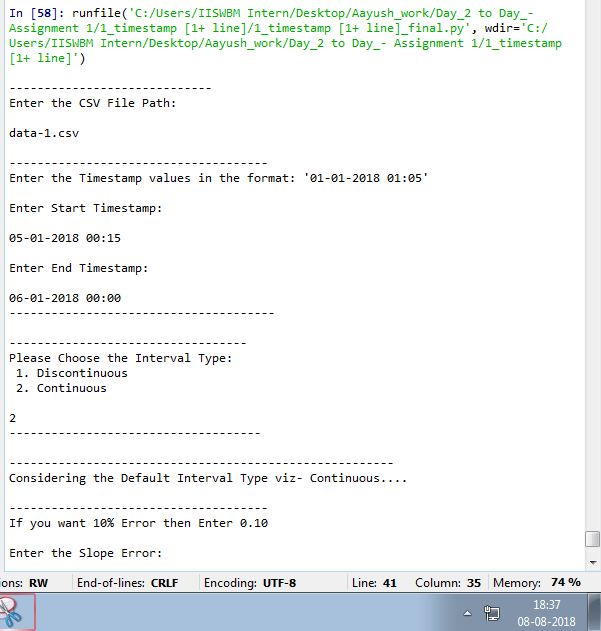 In [58]: runfile('C:/Users/IISWBM Intern/Desktop/Aayush_work/Day_2 to Day_-
Assignment 1/1_timestamp [1+ line]/1_timestamp [1+ line]_final.py', wdir='C:/
Users/IISWBM Intern/Desktop/Aayush_work/Day_2 to Day_- Assignment 1/1_timestamp
[1+ line]')
-----------------------------
Enter the CSV File Path:
data-1.csv
-------------------------------------
Enter the Timestamp values in the format: '01-01-2018 01:05'
Enter Start Timestamp:
05-01-2018 00:15
Enter End Timestamp:
06-01-2018 00:00
--------------------------------------
----------------------------------
Please Choose the Interval Type:
1. Discontinuous
2. Continuous
2
------------------------------------
-------------------------------------------------------
Considering the Default Interval Type viz- Continuous....
-------------------------------------
If you want 10% Error then Enter 0.10
Enter the Slope Error:
ons: RW End-of-lines: CRLF Encoding: UTF-8 Line: 41 Column: 35 Memory: 74 %
18:37
08-08-2018